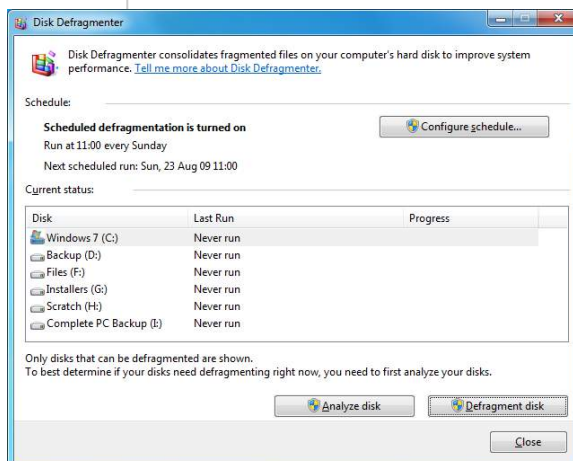 Disk Defragmenter
Disk Defragmenter consolidates fragmented files on your computer's hard disk to improve system
performance. Tell me more about Disk Defragmenter.
Schedule:
Scheduled defragmentation is turned on
Configure schedule...
Run at 11:00 every Sunday
Next scheduled run: Sun, 23 Aug 09 11:00
Current status:
Disk Last Run Progress
Windows 7 (C:) Never run
Backup (D:) Never run
Files (F:) Never run
Installers (G:) Never run
Scratch (H:) Never run
Complete PC Backup (I:) Never run
Only disks that can be defragmented are shown.
To best determine if your disks need defragmenting right now, you need to first analyze your disks.
Analyze disk Defragment disk
Close